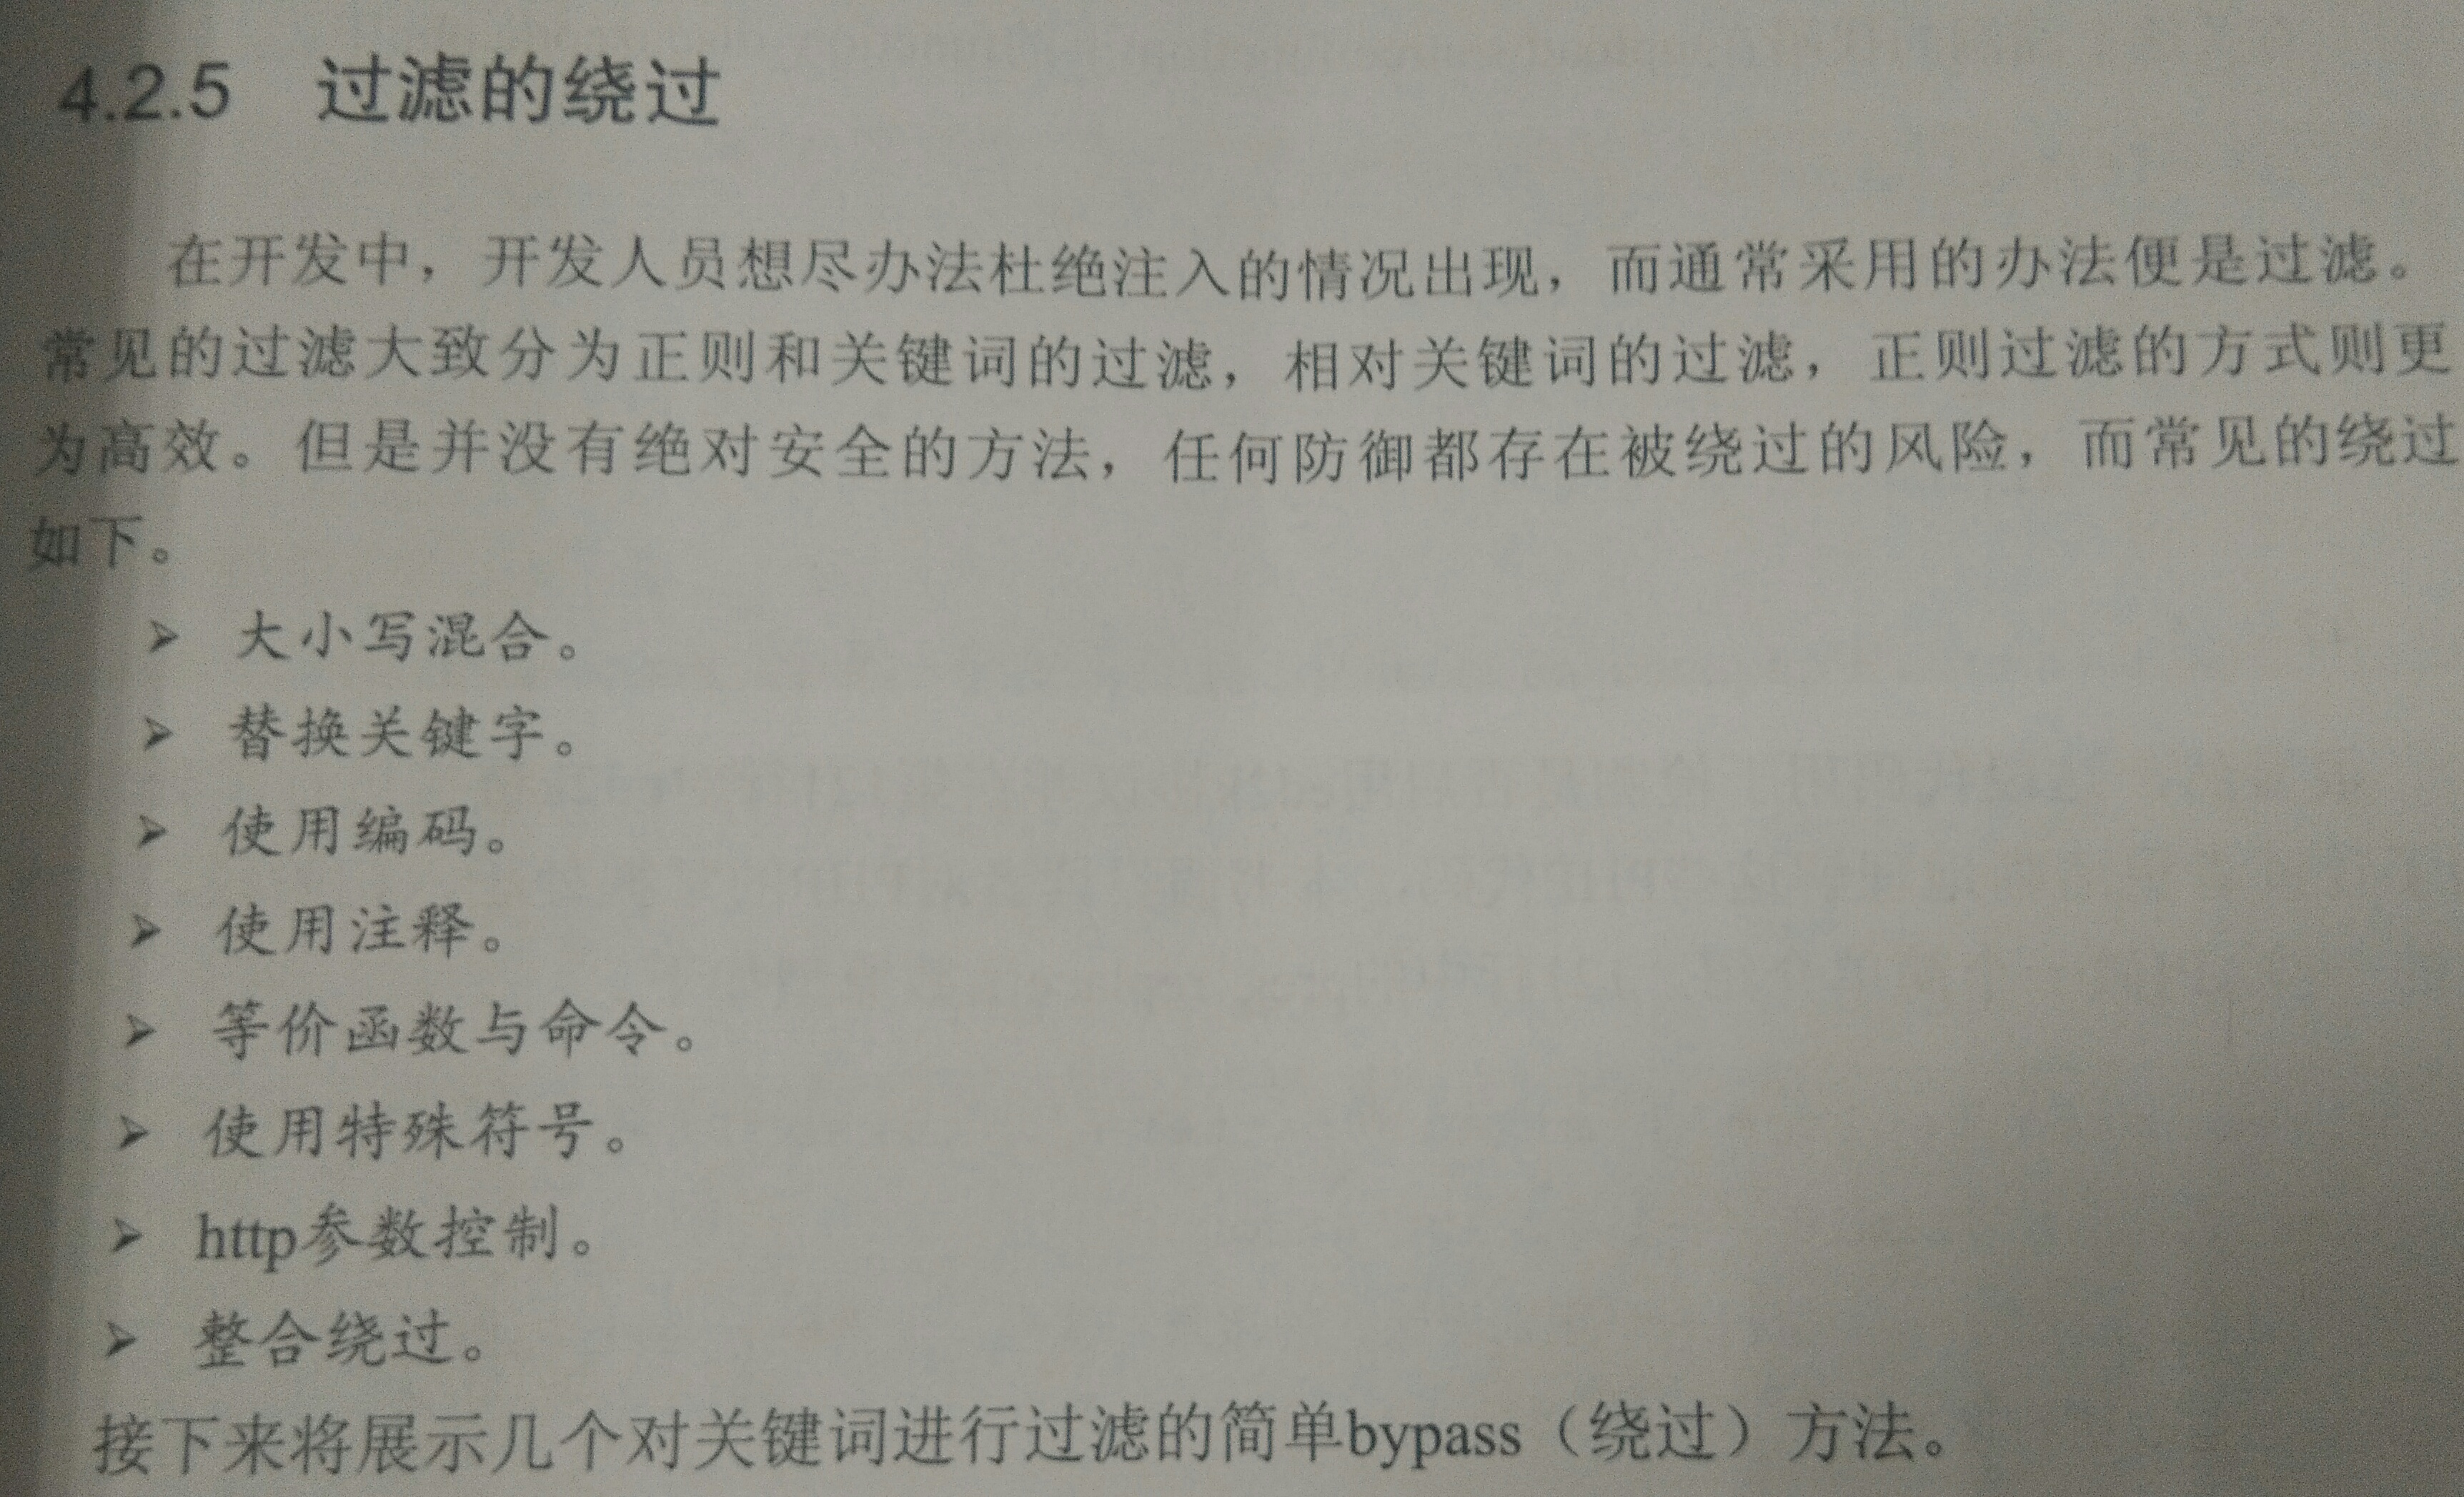 4.2.5 过滤的绕过
在开发中，开发人员想尽办法杜绝注入的情况出现，而通常采用的办法便是过滤。
常见的过滤大致分为正则和关键词的过滤，相对关键词的过滤，正则过滤的方式则更
为高效。但是并没有绝对安全的方法，任何防御都存在被绕过的风险，而常见的绕过
如下。
➢ 大小写混合。
➢ 替换关键字。
➢ 使用编码。
➢ 使用注释。
➢ 等价函数与命令。
➢ 使用特殊符号。
➢ http参数控制。
➢ 整合绕过。
接下来将展示几个对关键词进行过滤的简单bypass（绕过）方法。